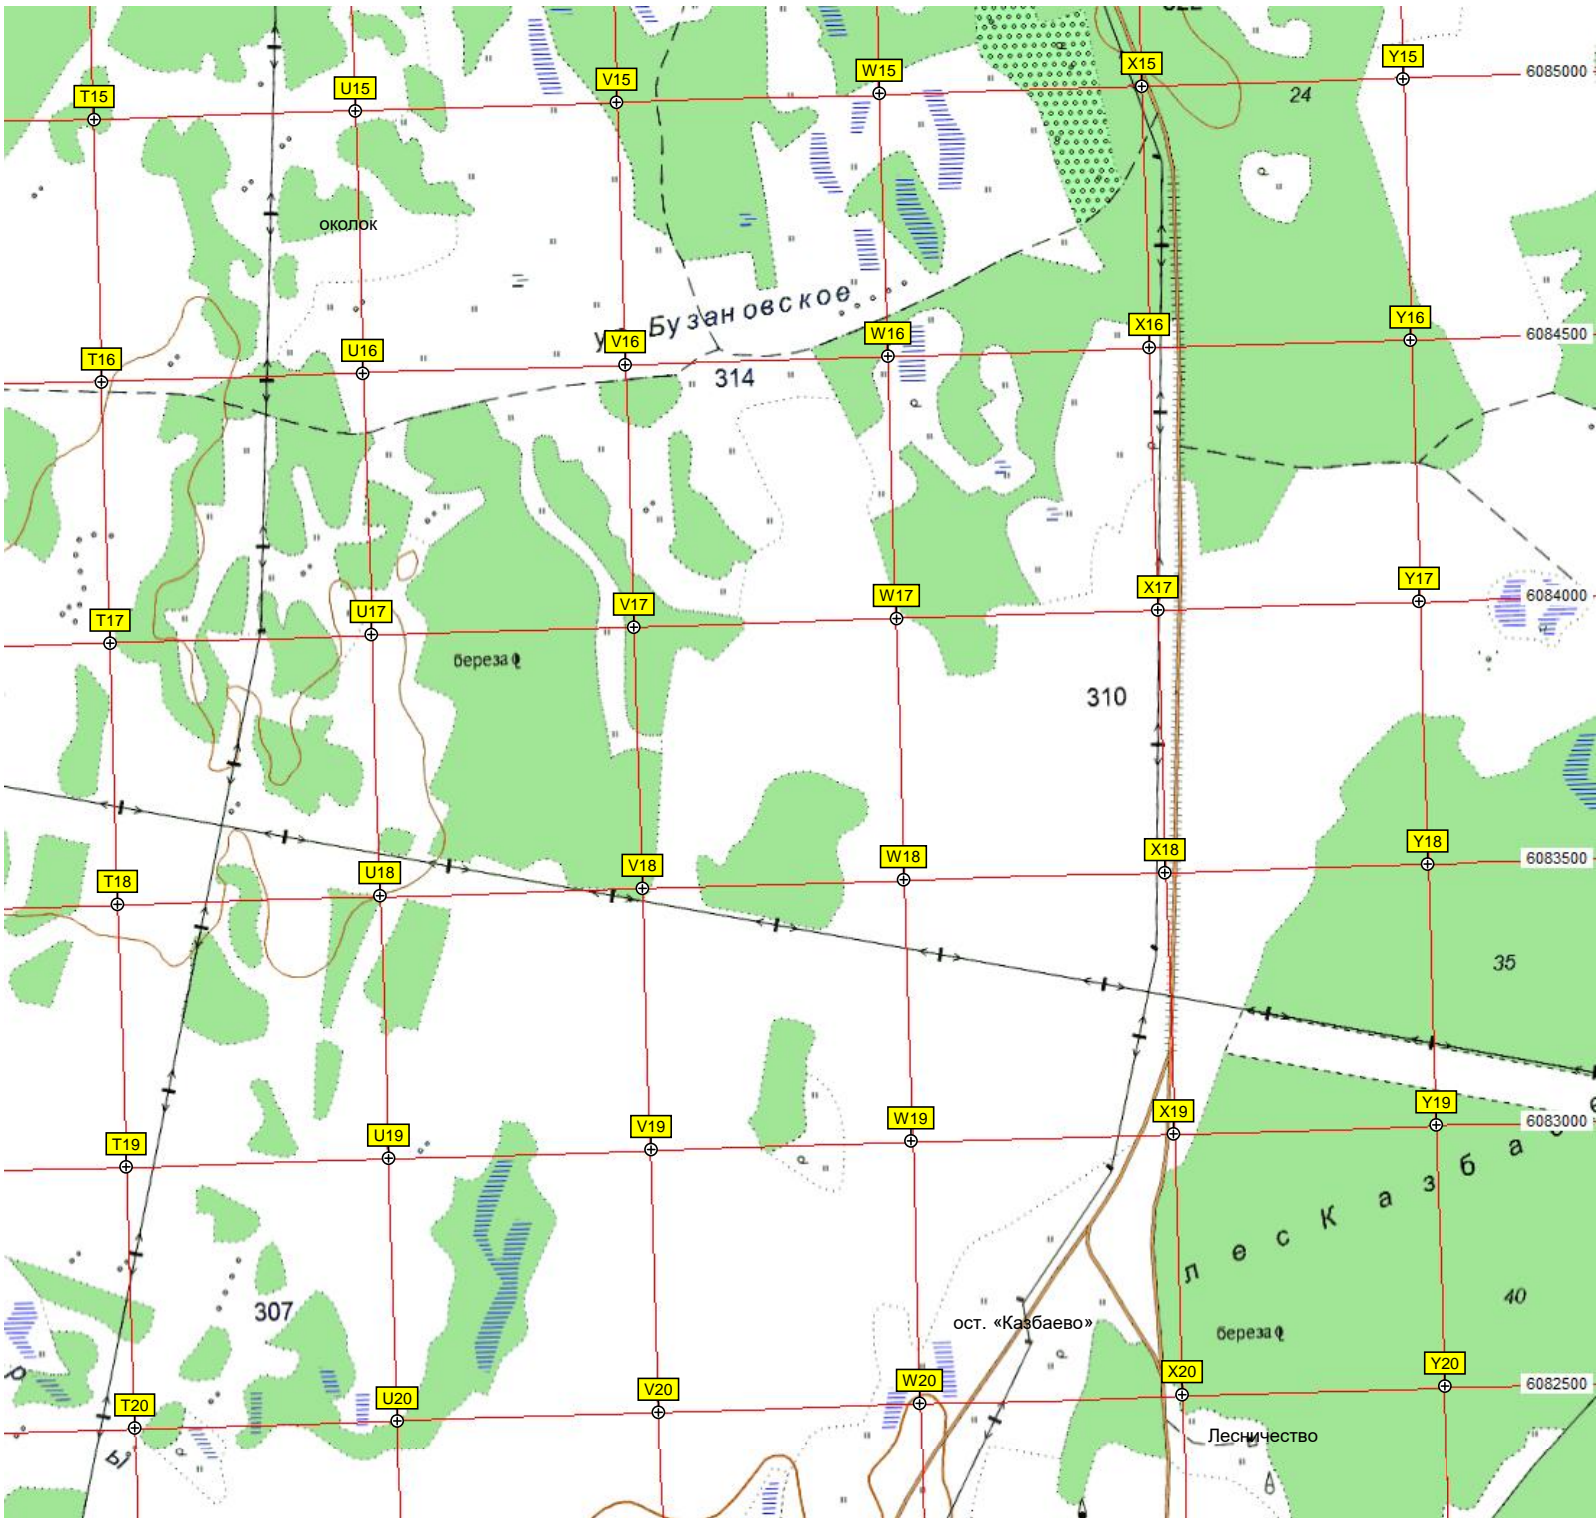 T15 U15 V15 W15 X15 Y15 6085000
24
околок
Бузановское
T16 U16 V16 W16 X16 Y16 6084500
314
T17 U17 V17 W17 X17 Y17 6084000
береза
310
T18 U18 V18 W18 X18 Y18 6083500
35
T19 U19 V19 W19 X19 Y19 6083000
лес Казба
307
40
ост. «Казбаево»
береза
T20 U20 V20 W20 X20 Y20 6082500
Лесничество